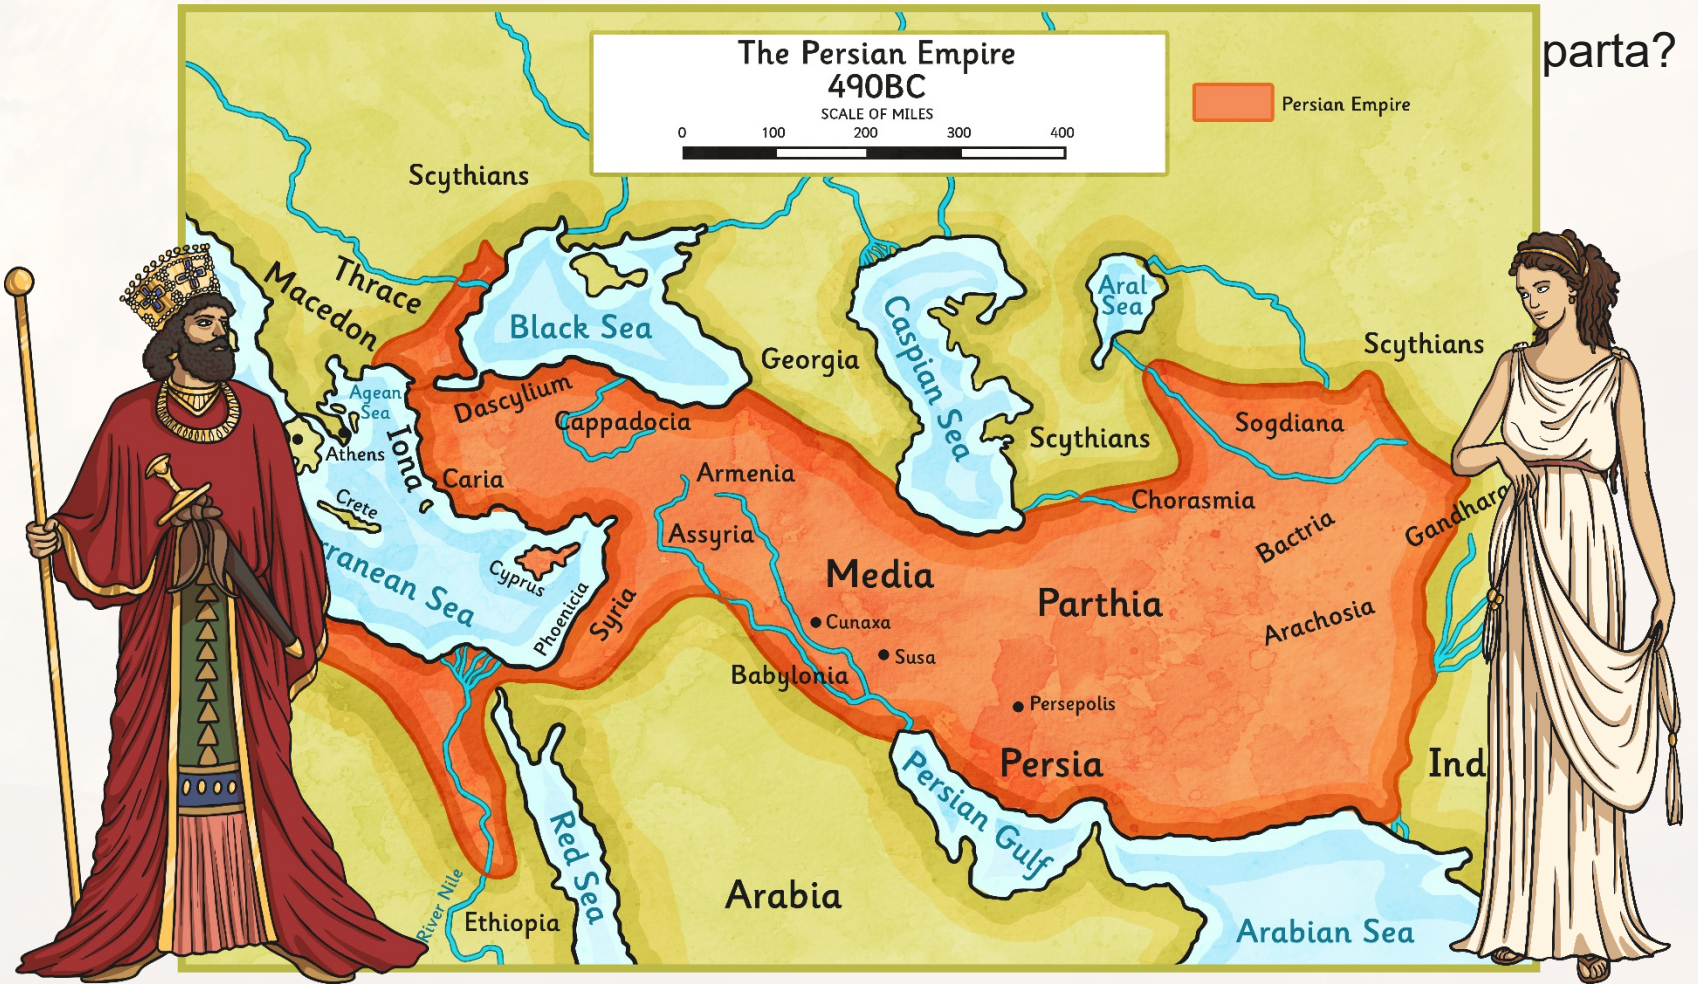 parta?
The Persian Empire
490BC
SCALE OF MILES
0 100 200 300 400
Persian Empire
Scythians
Thrace
Macedon
Black Sea
Georgia
Caspian Sea
Aral
Sea
Scythians
Agean
Sea
Dascylium
Cappadocia
Scythians
Sogdiana
Athens
Iona
Caria
Armenia
Chorasmia
Gandhara
Crete
Assyria
Bactria
rranean Sea
Cyprus
Phoenicia
Syria
Media
Parthia
Arachosia
Cunaxa
Susa
Babylonia
Persepolis
Persia
Ind
Persian Gulf
Red Sea
Arabia
River Nile
Ethiopia
Arabian Sea